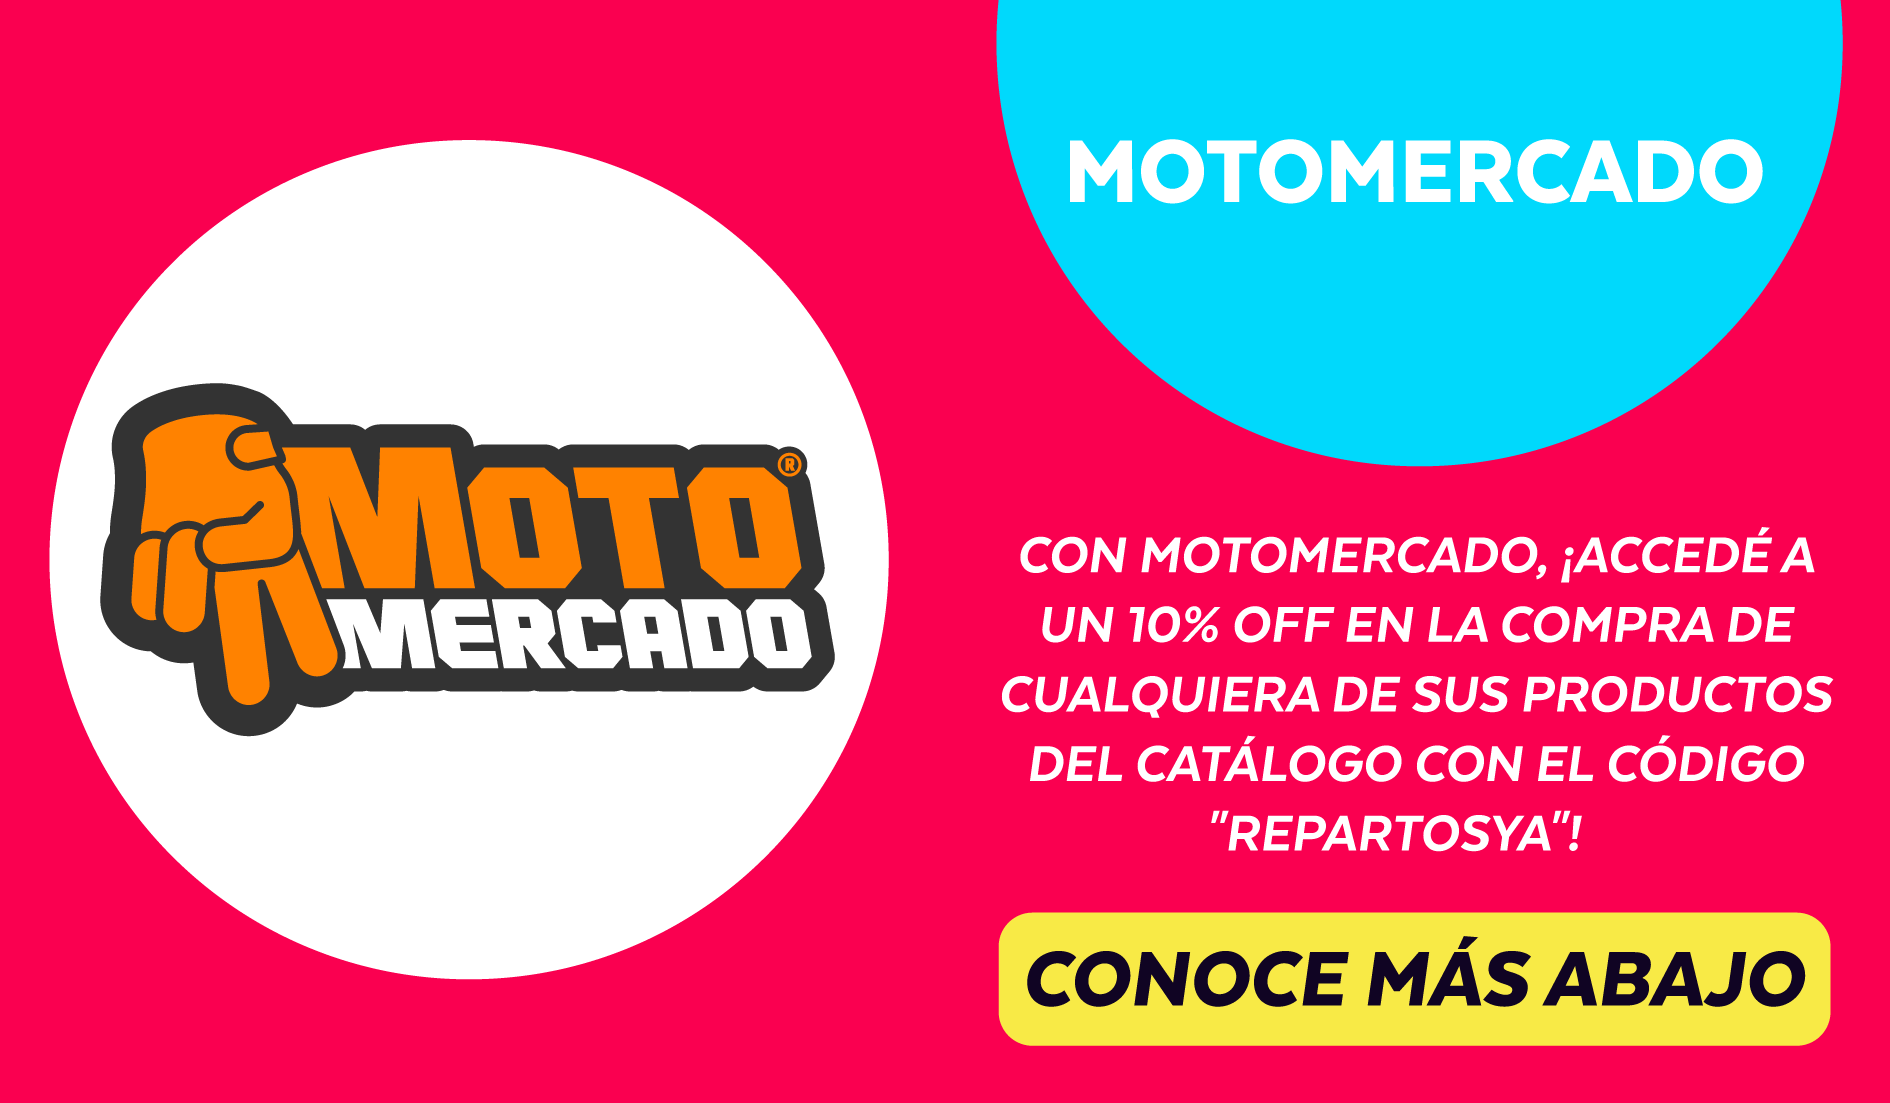 MOTO®
MERCADO
MOTOMERCADO
CON MOTOMERCADO, ¡ACCEDÉ A
UN 10% OFF EN LA COMPRA DE
CUALQUIERA DE SUS PRODUCTOS
DEL CATÁLOGO CON EL CÓDIGO
"REPARTOSYA"!
CONOCE MÁS ABAJO